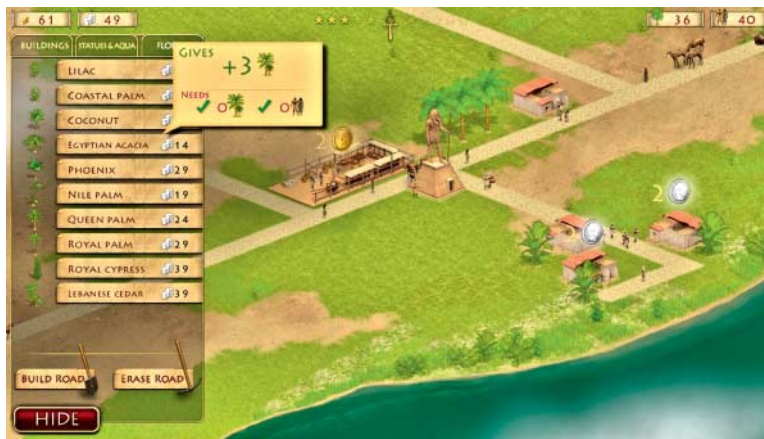 61
49
36
40
BUILDINGS
STATUES & AQUA
FLO
GIVES
+3
NEEDS
0
0
LILAC
COASTAL PALM
COCONUT
EGYPTIAN ACACIA 14
PHOENIX 29
NILE PALM 19
QUEEN PALM 24
ROYAL PALM 29
ROYAL CYPRESS 39
LEBANESE CEDAR 39
2
2
BUILD ROAD
ERASE ROAD
HIDE